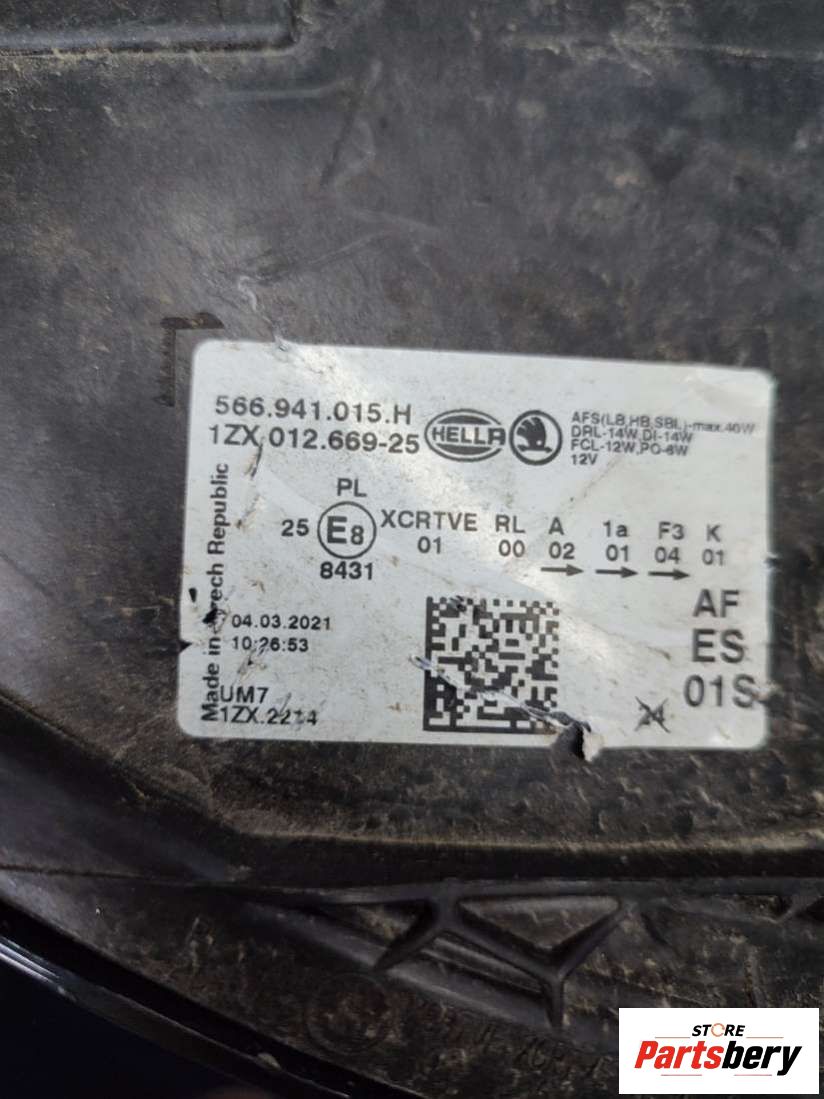 566.941.015.H
1ZX.012.669-25
HELLA
AFS(LB,HB,SBL)-max.40W
DRL-14W,DI-14W
FCL-12W,PO-6W
12V
PL
25 E8 XCRTVE RL A 1a F3 K
8431 01 00 02 01 04 01
Made in Republic
04.03.2021
10:26:53
UM7
1ZX.2214
AF
ES
01S
24
STORE
Partsbery